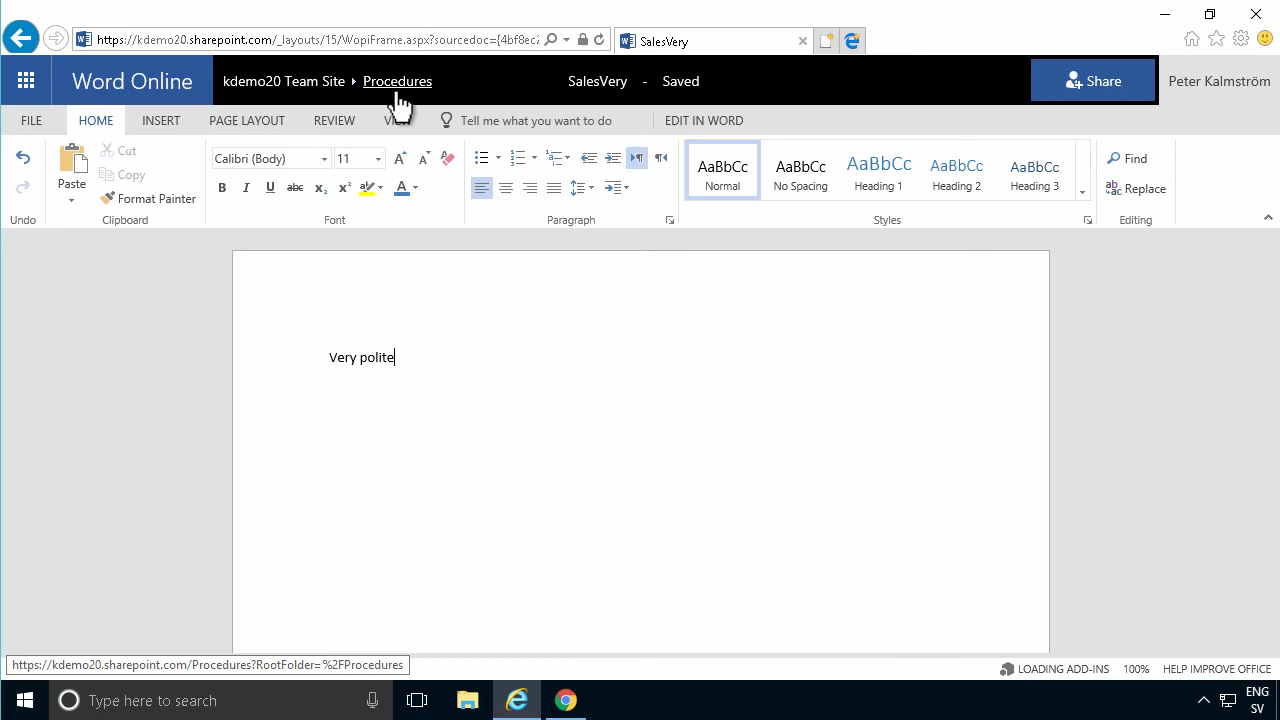 https://kdemo20.sharepoint.com/_layouts/15/WopiFrame.aspx?sourcedoc={4bf8ec2
SalesVery
Word Online
kdemo20 Team Site
Procedures
SalesVery - Saved
Share
Peter Kalmström
FILE
HOME
INSERT
PAGE LAYOUT
REVIEW
Tell me what you want to do
EDIT IN WORD
Paste
Cut
Copy
Format Painter
Calibri (Body)
11
AaBbCc
AaBbCc
AaBbCc
AaBbCc
AaBbCc
Normal
No Spacing
Heading 1
Heading 2
Heading 3
Find
Replace
Undo
Clipboard
Font
Paragraph
Styles
Editing
Very polite
https://kdemo20.sharepoint.com/Procedures?RootFolder=%2FProcedures
LOADING ADD-INS
100%
HELP IMPROVE OFFICE
Type here to search
ENG
SV